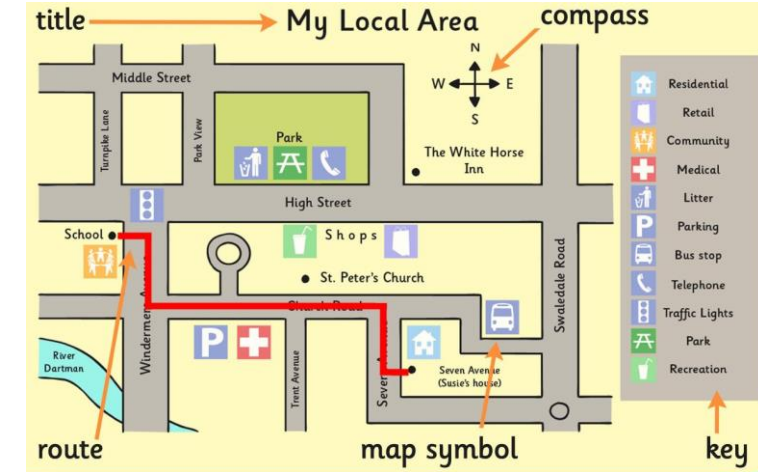 title
My Local Area
compass
N
W
E
S
Middle Street
Turnpike Lane
Park View
Park
The White Horse
Inn
High Street
School
Shops
St. Peter's Church
Church Road
Windermere Avenue
Swaledale Road
River
Dartman
P
Trent Avenue
Seven Avenue
Seven Avenue
(Susie's house)
Residential
Retail
Community
Medical
Litter
P
Parking
Bus stop
Telephone
Traffic Lights
Park
Recreation
route
map symbol
key